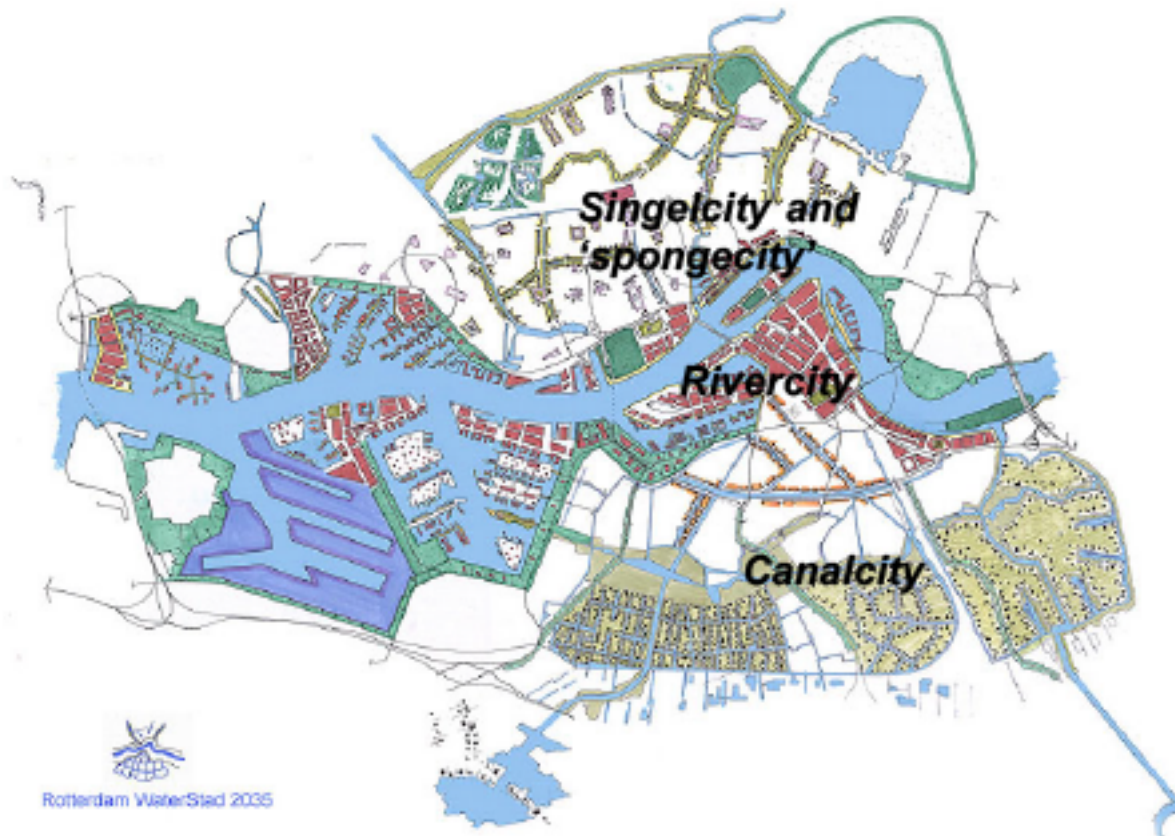 Singelcity and
‘spongecity’
Rivercity
Canalcity
Rotterdam WaterStad 2035